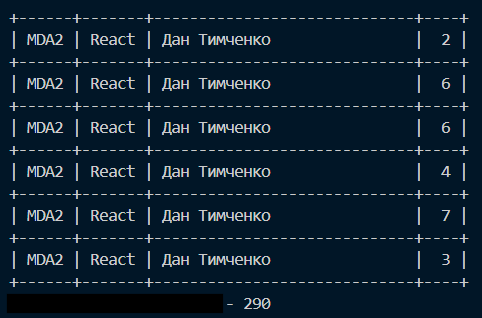 +------+-------+---------------------------+----+
| MDA2 | React | Дан Тимченко              |  2 |
+------+-------+---------------------------+----+
| MDA2 | React | Дан Тимченко              |  6 |
+------+-------+---------------------------+----+
| MDA2 | React | Дан Тимченко              |  6 |
+------+-------+---------------------------+----+
| MDA2 | React | Дан Тимченко              |  4 |
+------+-------+---------------------------+----+
| MDA2 | React | Дан Тимченко              |  7 |
+------+-------+---------------------------+----+
| MDA2 | React | Дан Тимченко              |  3 |
+------+-------+---------------------------+----+
- 290